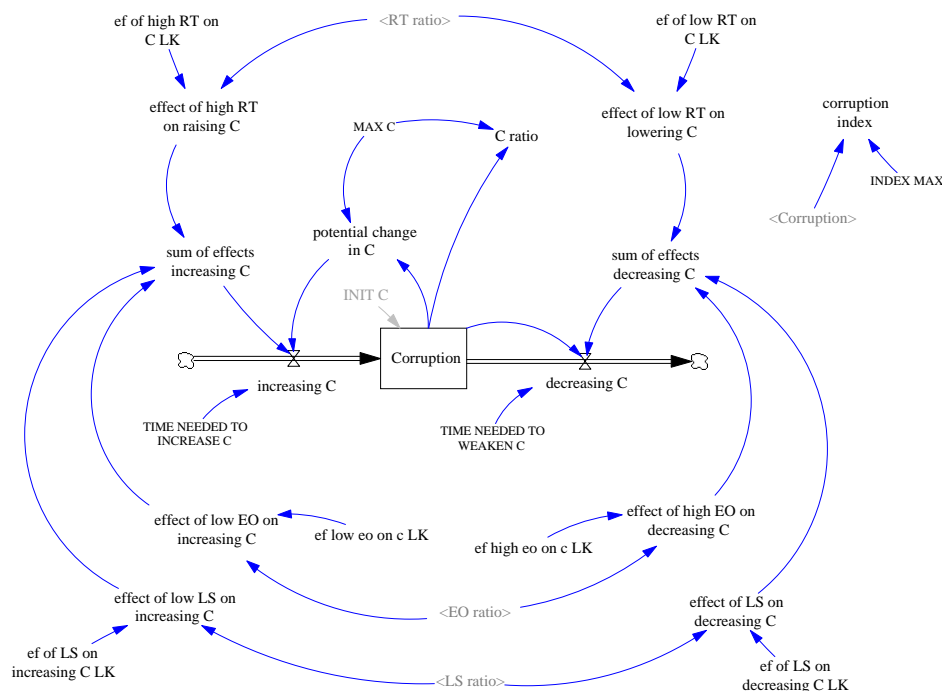 ef of high RT on
C LK
<RT ratio>
ef of low RT
on C LK
effect of high RT
on raising C
MAX C
C ratio
effect of low RT on
lowering C
corruption
index
INDEX MAX
<Corruption>
sum of effects
increasing C
potential change
in C
sum of effects
decreasing C
INIT C
Corruption
increasing C
decreasing C
TIME NEEDED TO
INCREASE C
TIME NEEDED TO
WEAKEN C
effect of low EO on
increasing C
ef low eo on c LK
ef high eo on c LK
effect of high EO on
decreasing C
effect of low LS on
increasing C
<EO ratio>
effect of LS on
decreasing C
ef of LS on
increasing C LK
<LS ratio>
ef of LS on
decreasing C LK